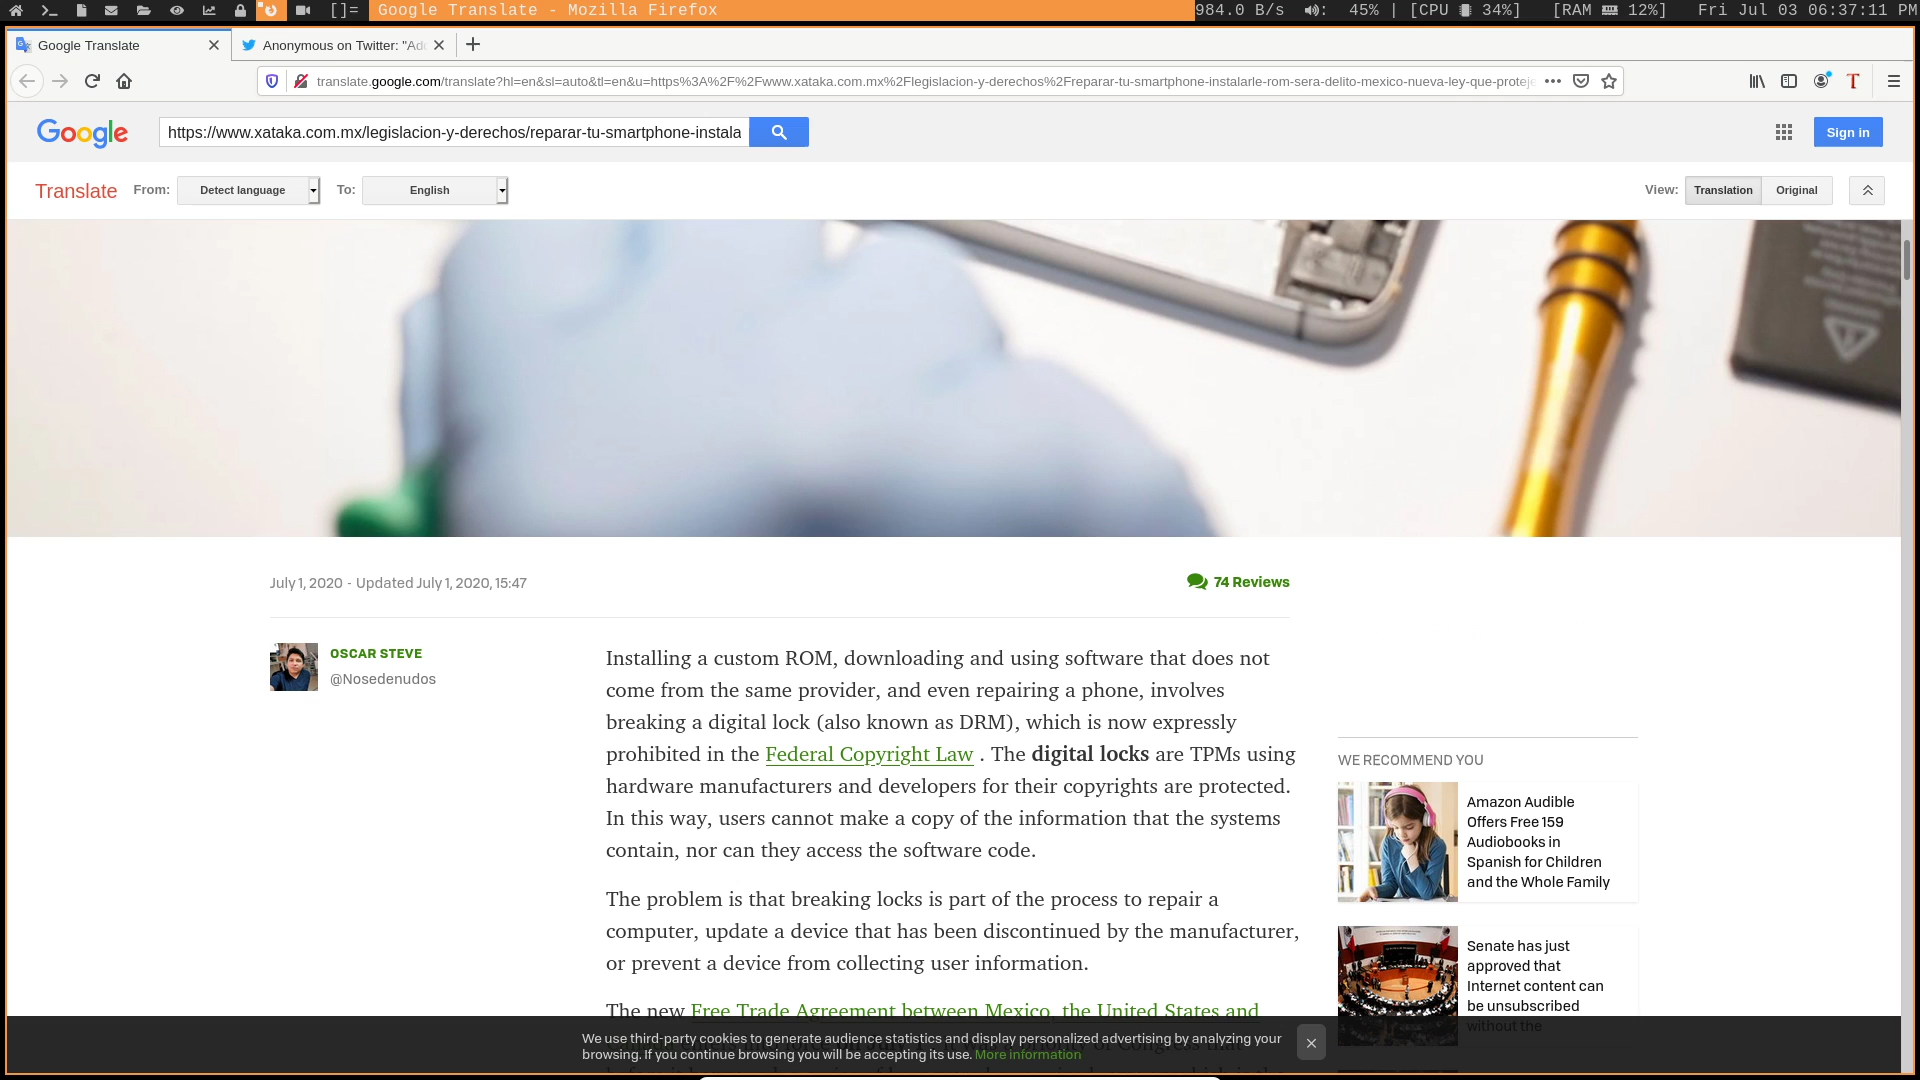 []= Google Translate - Mozilla Firefox 984.0 B/s : 45% | [CPU 34%] [RAM 12%] Fri Jul 03 06:37:11 PM
Google Translate Anonymous on Twitter: "Ad
translate.google.com/translate?hl=en&sl=auto&tl=en&u=https%3A%2F%2Fwww.xataka.com.mx%2Flegislacion-y-derechos%2Freparar-tu-smartphone-instalarle-rom-sera-delito-mexico-nueva-ley-que-proteje
Google https://www.xataka.com.mx/legislacion-y-derechos/reparar-tu-smartphone-instala Sign in
Translate From: Detect language To: English View: Translation Original
July 1, 2020 - Updated July 1, 2020, 15:47
74 Reviews
OSCAR STEVE
@Nosedenudos
Installing a custom ROM, downloading and using software that does not
come from the same provider, and even repairing a phone, involves
breaking a digital lock (also known as DRM), which is now expressly
prohibited in the Federal Copyright Law . The digital locks are TPMs using
hardware manufacturers and developers for their copyrights are protected.
In this way, users cannot make a copy of the information that the systems
contain, nor can they access the software code.
The problem is that breaking locks is part of the process to repair a
computer, update a device that has been discontinued by the manufacturer,
or prevent a device from collecting user information.
The new Free Trade Agreement between Mexico, the United States and
WE RECOMMEND YOU
Amazon Audible
Offers Free 159
Audiobooks in
Spanish for Children
and the Whole Family
Senate has just
approved that
Internet content can
be unsubscribed
without the
We use third-party cookies to generate audience statistics and display personalized advertising by analyzing your
browsing. If you continue browsing you will be accepting its use. More information